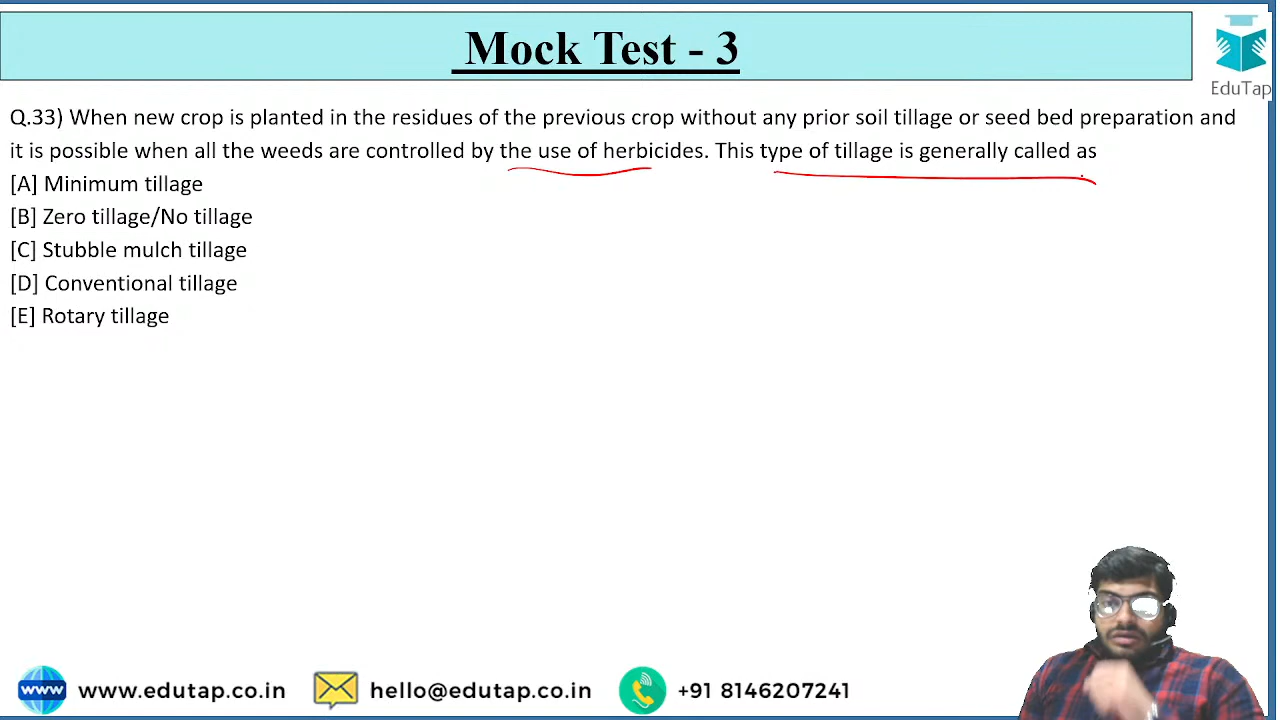 Mock Test - 3
EduTap
Q.33) When new crop is planted in the residues of the previous crop without any prior soil tillage or seed bed preparation and
it is possible when all the weeds are controlled by the use of herbicides. This type of tillage is generally called as
[A] Minimum tillage
[B] Zero tillage/No tillage
[C] Stubble mulch tillage
[D] Conventional tillage
[E] Rotary tillage
www www.edutap.co.in hello@edutap.co.in +91 8146207241